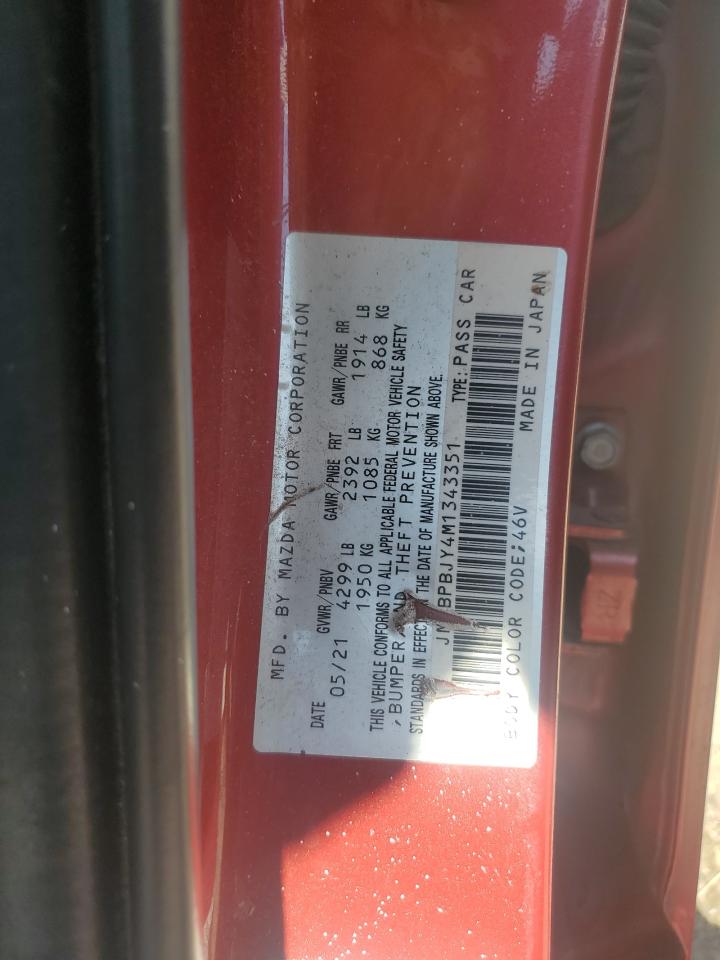 MFD. BY MAZDA MOTOR CORPORATION
DATE GVWR/PNBV GAWR/PNBE FRT GAWR/PNBE RR
05/21 4299 LB 2392 LB 1914 LB
1950 KG 1085 KG 868 KG
THIS VEHICLE CONFORMS TO ALL APPLICABLE FEDERAL MOTOR VEHICLE SAFETY
,BUMPER AND THEFT PREVENTION
STANDARDS IN EFFECT THE DATE OF MANUFACTURE SHOWN ABOVE.
BPBJY4M1343351 TYPE: PASS CAR
BODY COLOR CODE;46V MADE IN JAPAN